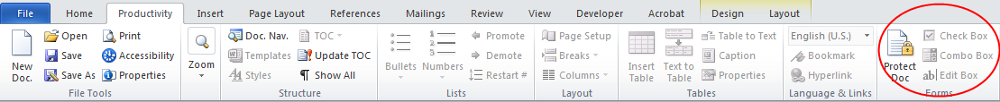 File Home Productivity Insert Page Layout References Mailings Review View Developer Acrobat Design Layout
New Doc.
Open
Save
Save As
Print
Accessibility
Properties
File Tools
Zoom
Doc. Nav.
Templates
Styles
TOC
Update TOC
Show All
Structure
Bullets
Numbers
Promote
Demote
Restart #
Lists
Page Setup
Breaks
Columns
Layout
Insert
Table
Text to
Table
Table to Text
Caption
Properties
Tables
English (U.S.)
Bookmark
Hyperlink
Language & Links
Protect
Doc
Check Box
Combo Box
ab Edit Box
Forms